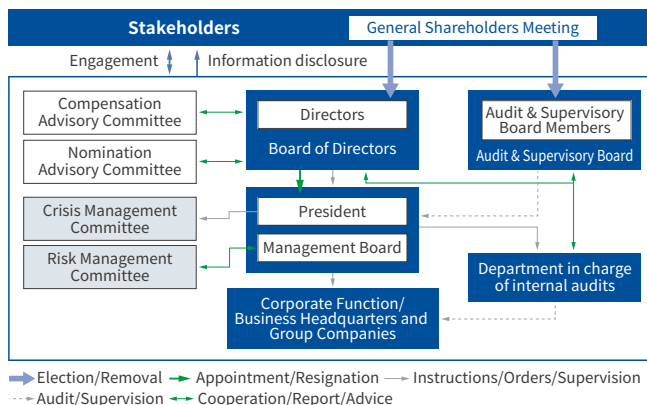 Stakeholders
General Shareholders Meeting
Engagement
Information disclosure
Compensation
Advisory Committee
Directors
Board of Directors
Audit & Supervisory
Board Members
Audit & Supervisory Board
Nomination
Advisory Committee
Crisis Management
Committee
President
Management Board
Risk Management
Committee
Department in charge
of internal audits
Corporate Function/
Business Headquarters and
Group Companies
Election/Removal
Appointment/Resignation
Instructions/Orders/Supervision
Audit/Supervision
Cooperation/Report/Advice